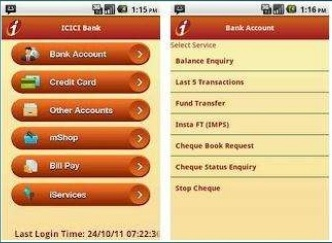 1:15 PM
ICICI Bank
Bank Account
Credit Card
Other Accounts
mShop
Bill Pay
iServices
Last Login Time: 24/10/11 07:22:3
1:16 PM
Bank Account
Select Service
Balance Enquiry
Last 5 Transactions
Fund Transfer
Insta FT (IMPS)
Cheque Book Request
Cheque Status Enquiry
Stop Cheque